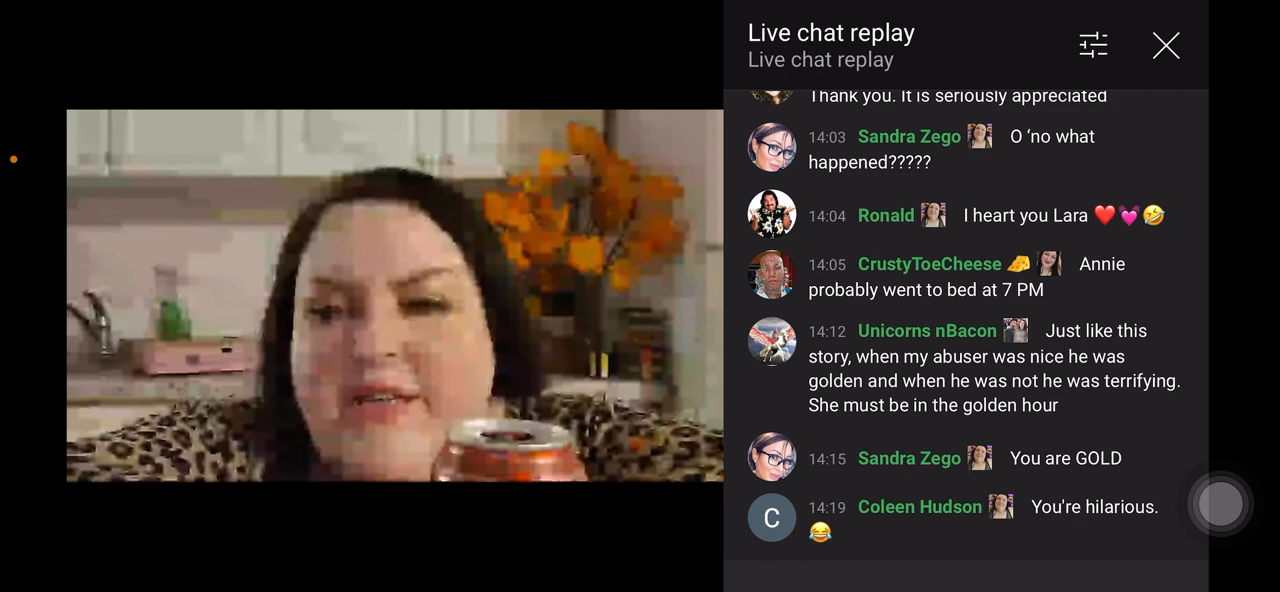 Live chat replay
Live chat replay
Thank you. It is seriously appreciated
14:03 Sandra Zego O ‘no what
happened?????
14:04 Ronald I heart you Lara ❤️💓🤣
14:05 CrustyToeCheese 🧀 Annie
probably went to bed at 7 PM
14:12 Unicorns nBacon Just like this
story, when my abuser was nice he was
golden and when he was not he was terrifying.
She must be in the golden hour
14:15 Sandra Zego You are GOLD
C
14:19 Coleen Hudson You're hilarious.
😂